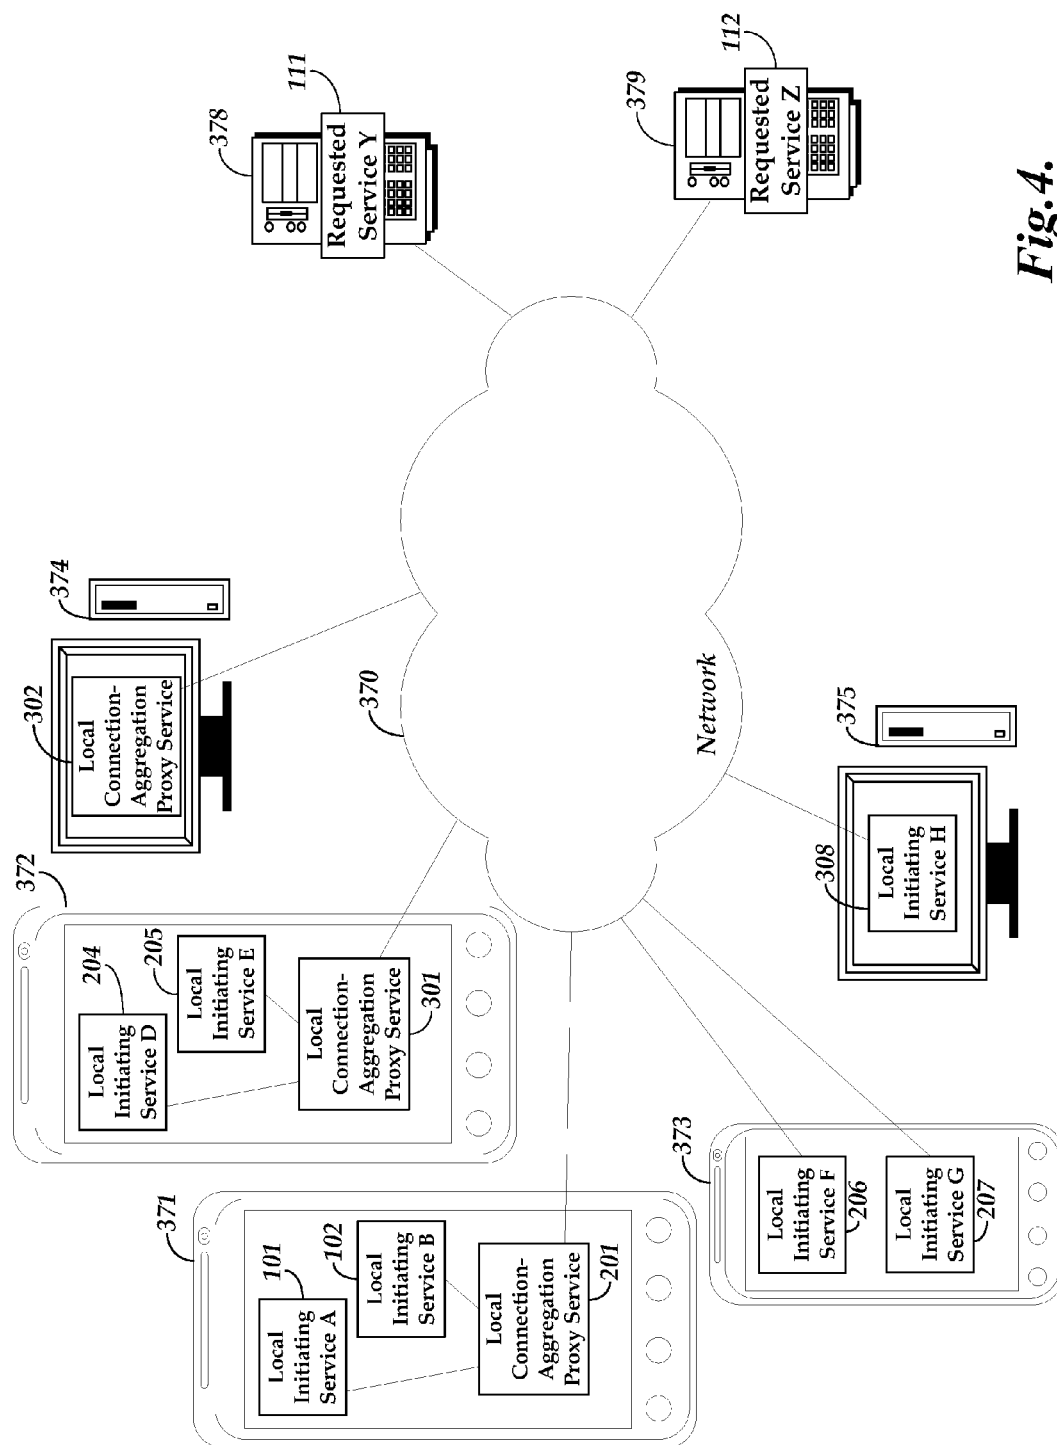 371
101
Local
Initiating
Service A
102
Local
Initiating
Service B
Local
Connection-
Aggregation
Proxy Service
201
372
204
Local
Initiating
Service D
205
Local
Initiating
Service E
Local
Connection-
Aggregation
Proxy Service
301
302
Local
Connection-
Aggregation
Proxy Service
374
378
111
Requested
Service Y
379
112
Requested
Service Z
370
Network
373
Local
Initiating
Service F
206
Local
Initiating
Service G
207
308
Local
Initiating
Service H
375
Fig.4.